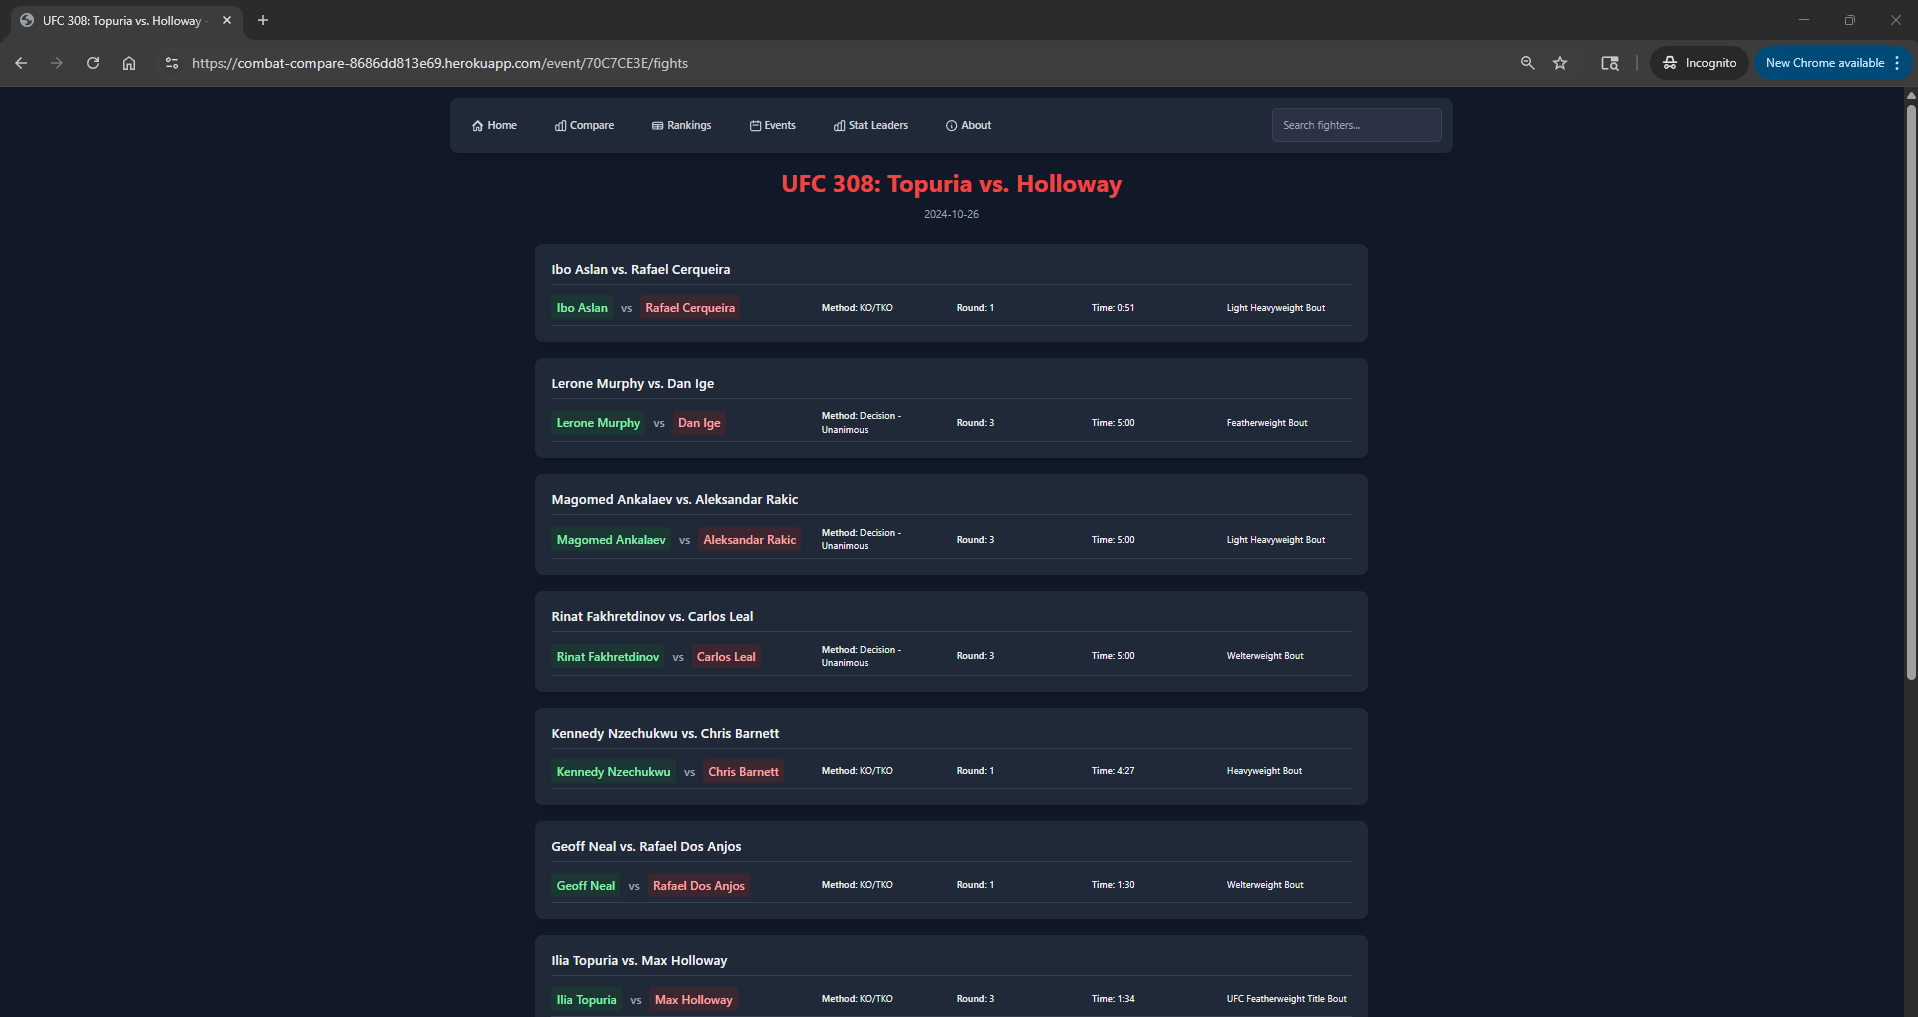 UFC 308: Topuria vs. Holloway -
https://combat-compare-8686dd813e69.herokuapp.com/event/70C7CE3E/fights
Incognito
New Chrome available
Home
Compare
Rankings
Events
Stat Leaders
About
Search fighters...
UFC 308: Topuria vs. Holloway
2024-10-26
Ibo Aslan vs. Rafael Cerqueira
Ibo Aslan vs Rafael Cerqueira Method: KO/TKO Round: 1 Time: 0:51 Light Heavyweight Bout
Lerone Murphy vs. Dan Ige
Lerone Murphy vs Dan Ige Method: Decision - Unanimous Round: 3 Time: 5:00 Featherweight Bout
Magomed Ankalaev vs. Aleksandar Rakic
Magomed Ankalaev vs Aleksandar Rakic Method: Decision - Unanimous Round: 3 Time: 5:00 Light Heavyweight Bout
Rinat Fakhretdinov vs. Carlos Leal
Rinat Fakhretdinov vs Carlos Leal Method: Decision - Unanimous Round: 3 Time: 5:00 Welterweight Bout
Kennedy Nzechukwu vs. Chris Barnett
Kennedy Nzechukwu vs Chris Barnett Method: KO/TKO Round: 1 Time: 4:27 Heavyweight Bout
Geoff Neal vs. Rafael Dos Anjos
Geoff Neal vs Rafael Dos Anjos Method: KO/TKO Round: 1 Time: 1:30 Welterweight Bout
Ilia Topuria vs. Max Holloway
Ilia Topuria vs Max Holloway Method: KO/TKO Round: 3 Time: 1:34 UFC Featherweight Title Bout